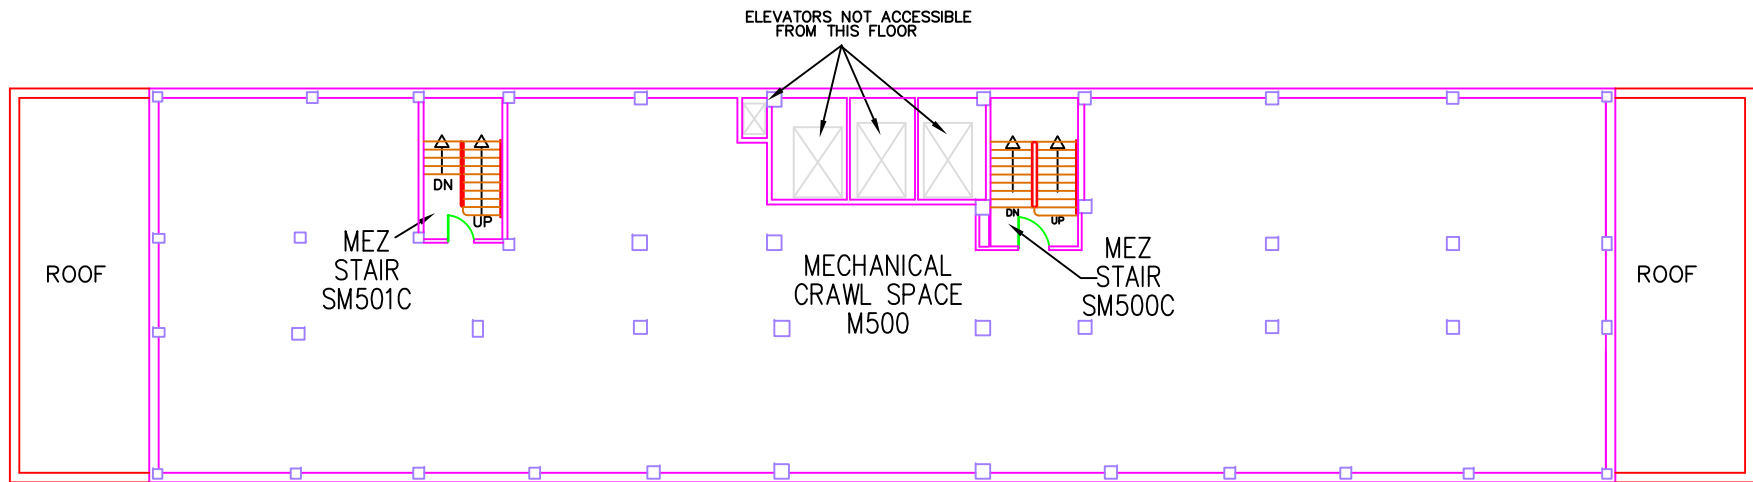 ELEVATORS NOT ACCESSIBLE
FROM THIS FLOOR
DN
UP
DN
UP
MEZ
STAIR
SM501C
ROOF
MECHANICAL
CRAWL SPACE
M500
MEZ
STAIR
SM500C
ROOF